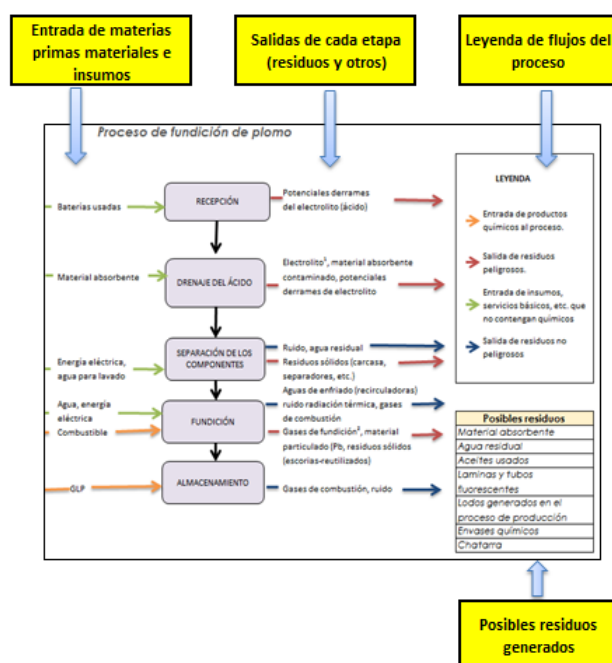 Entrada de materias
primas materiales e
insumos
Salidas de cada etapa
(residuos y otros)
Leyenda de flujos del
proceso
Proceso de fundición de plomo
Baterías usadas
RECEPCIÓN
Potenciales derrames
del electrolito (ácido)
Material absorbente
DRENAJE DEL ÁCIDO
Electrolito¹, material absorbente
contaminado, potenciales
derrames de electrolito
Energía eléctrica,
agua para lavado
SEPARACIÓN DE LOS
COMPONENTES
Ruido, agua residual
Residuos sólidos (carcasa,
separadores, etc.)
Agua, energía
eléctrica
Combustible
FUNDICIÓN
Aguas de enfriado (recirculadoras)
ruido radiación térmica, gases
de combustión
Gases de fundición², material
particulado (Pb, residuos sólidos
(escorias-reutilizados)
GLP
ALMACENAMIENTO
Gases de combustión, ruido
LEYENDA
Entrada de productos
químicos al proceso.
Salida de residuos
peligrosos.
Entrada de insumos,
servicios básicos, etc. que
no contengan químicos
Salida de residuos no
peligrosos
Posibles residuos
Material absorbente
Agua residual
Aceites usados
Laminas y tubos
fluorescentes
Lodos generados en el
proceso de producción
Envases químicos
Chatarra
Posibles residuos
generados